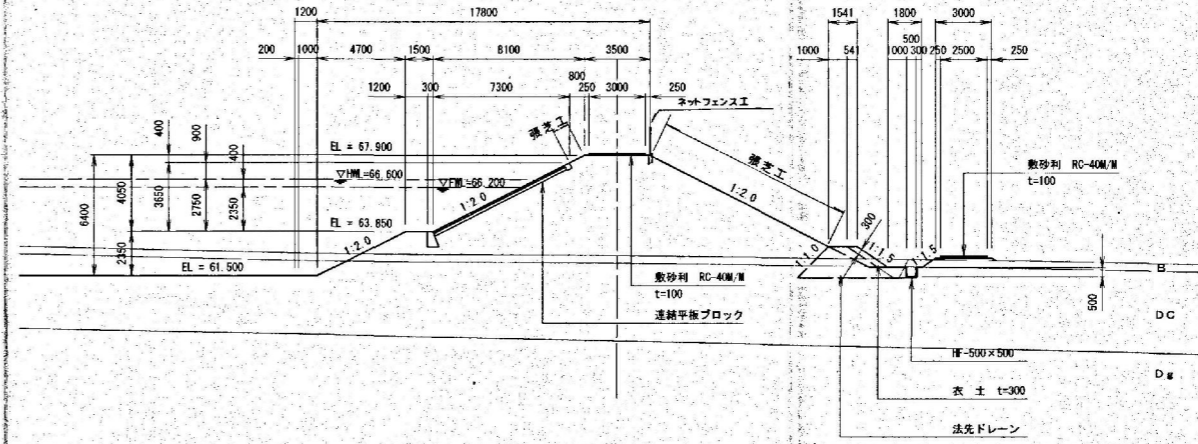 1200 17800 1541 1800 3000
500
200 1000 4700 1500 8100 3500 1000 541 1000 300 250 2500 250
800
1200 300 7300 250 3000 250
ネットフェンス工
張芝工
400 900 400
EL = 67.900
張芝工
敷砂利 RC-40M/M
t=100
▽HWL=66.600
▽FWL=66.200
6400 4050 3650 2750 2350
1:2.0
1:2.0
300
EL = 63.850
1:2.0
1:1.0 1:1.5 1:1.5
2350
EL = 61.500
B
敷砂利 RC-40M/M
t=100
500
連結平板ブロック
DC
HF-500×500
Dg
衣 土 t=300
法先ドレーン